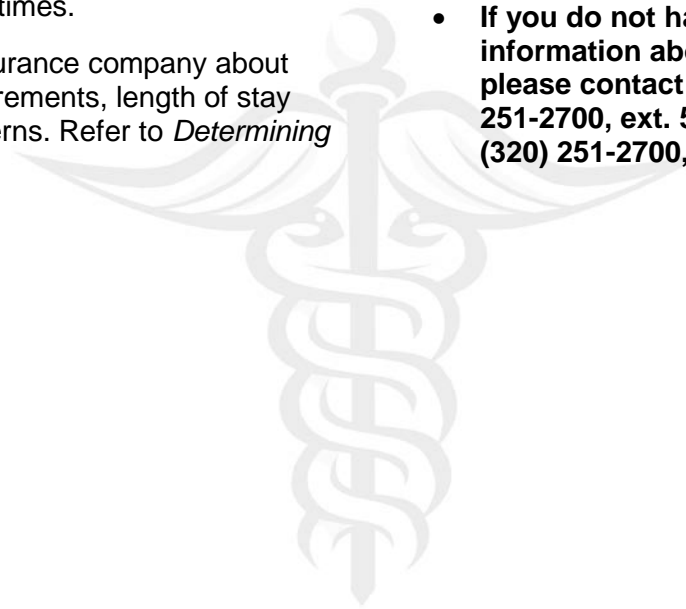 times.
urance company about
rements, length of stay
erns. Refer to Determining
• If you do not ha
information abo
please contact
251-2700, ext. 5
(320) 251-2700,